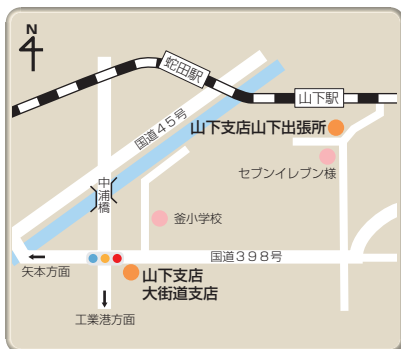 N
蛇田駅
山下駅
国道45号
山下支店山下出張所
セブンイレブン様
中浦橋
釜小学校
国道398号
矢本方面
山下支店
大街道支店
工業港方面